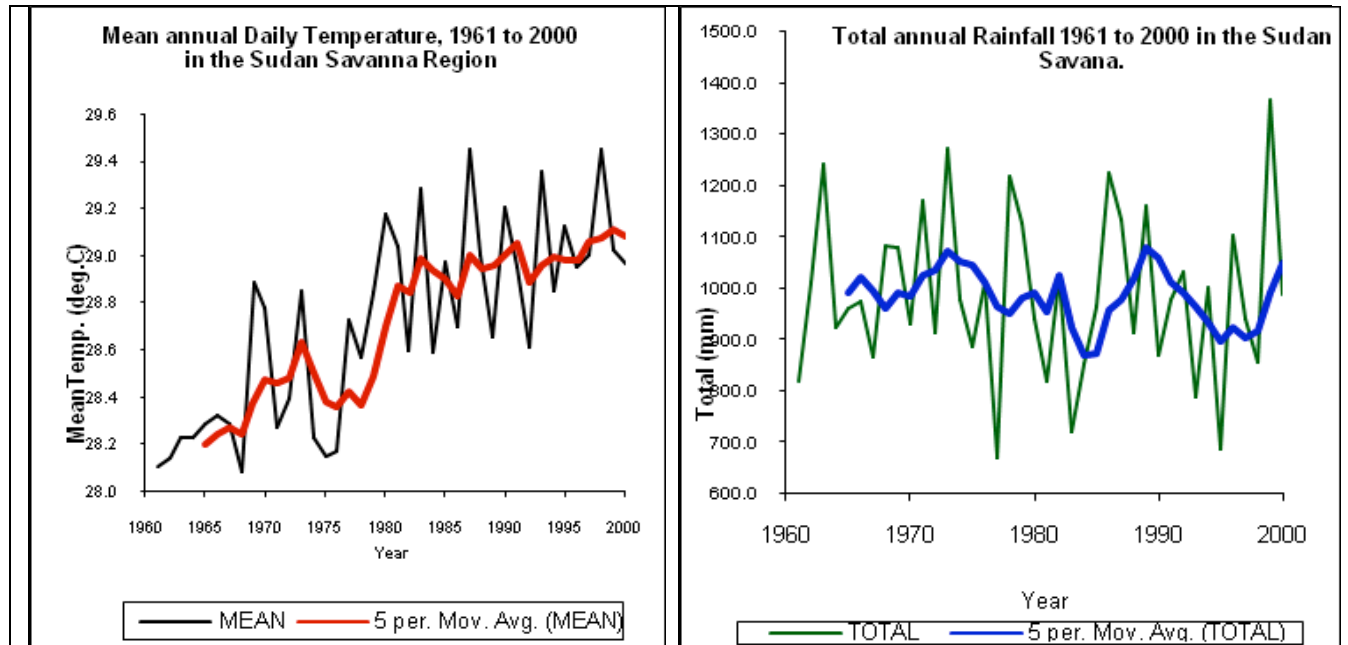 Mean annual Daily Temperature, 1961 to 2000
in the Sudan Savanna Region
29.6
29.4
29.2
29.0
28.8
28.6
28.4
28.2
28.0
MeanTemp. (deg.C)
1960 1965 1970 1975 1980 1985 1990 1995 2000
Year
MEAN 5 per. Mov. Avg. (MEAN)
Total annual Rainfall 1961 to 2000 in the Sudan
Savana.
1500.0
1400.0
1300.0
1200.0
1100.0
1000.0
900.0
800.0
700.0
600.0
Total (mm)
1960 1970 1980 1990 2000
Year
TOTAL 5 per. Mov. Avg. (TOTAL)